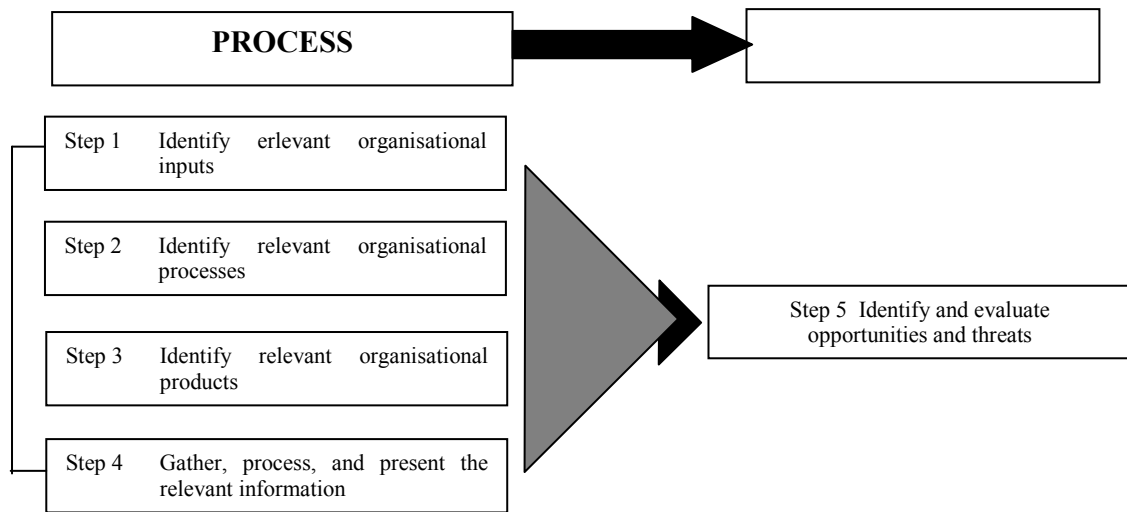 PROCESS
Step 1 Identify erlevant organisational
inputs
Step 2 Identify relevant organisational
processes
Step 3 Identify relevant organisational
products
Step 4 Gather, process, and present the
relevant information
Step 5 Identify and evaluate
opportunities and threats